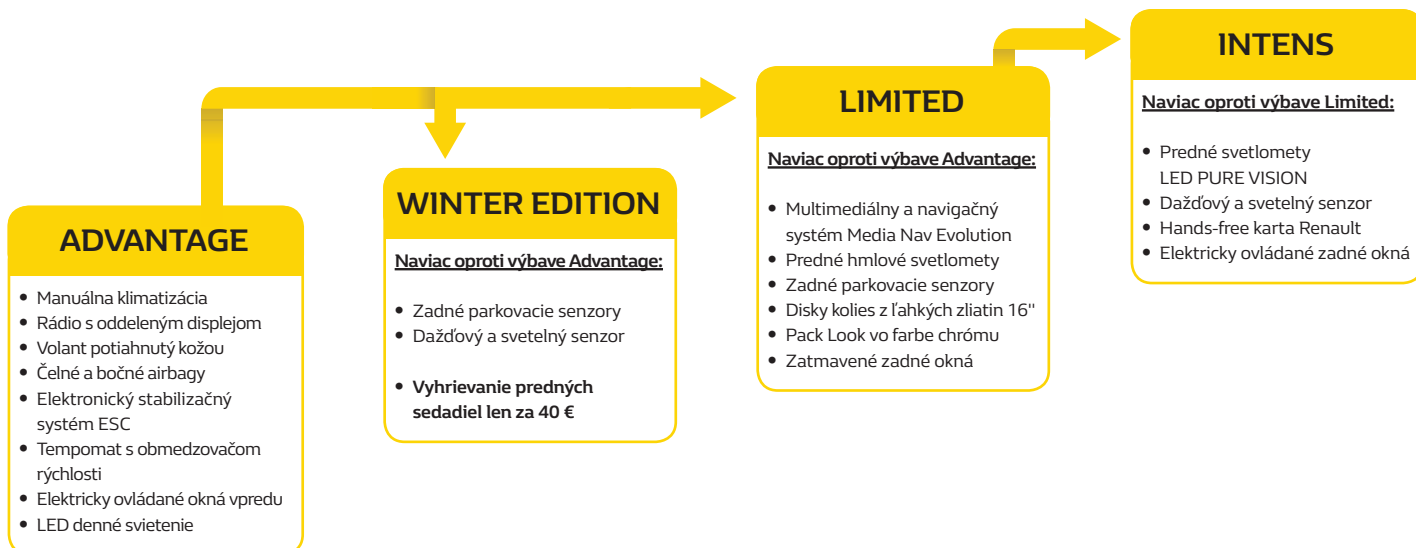 ADVANTAGE
• Manuálna klimatizácia
• Rádio s oddeleným displejom
• Volant potiahnutý kožou
• Čelné a bočné airbagy
• Elektronický stabilizačný
systém ESC
• Tempomat s obmedzovačom
rýchlosti
• Elektricky ovládané okná vpredu
• LED denné svietenie
WINTER EDITION
Naviac oproti výbave Advantage:
• Zadné parkovacie senzory
• Dažďový a svetelný senzor
• Vyhrievanie predných
sedadiel len za 40 €
LIMITED
Naviac oproti výbave Advantage:
• Multimediálny a navigačný
systém Media Nav Evolution
• Predné hmlové svetlomety
• Zadné parkovacie senzory
• Disky kolies z ľahkých zliatin 16"
• Pack Look vo farbe chrómu
• Zatmavené zadné okná
INTENS
Naviac oproti výbave Limited:
• Predné svetlomety
LED PURE VISION
• Dažďový a svetelný senzor
• Hands-free karta Renault
• Elektricky ovládané zadné okná